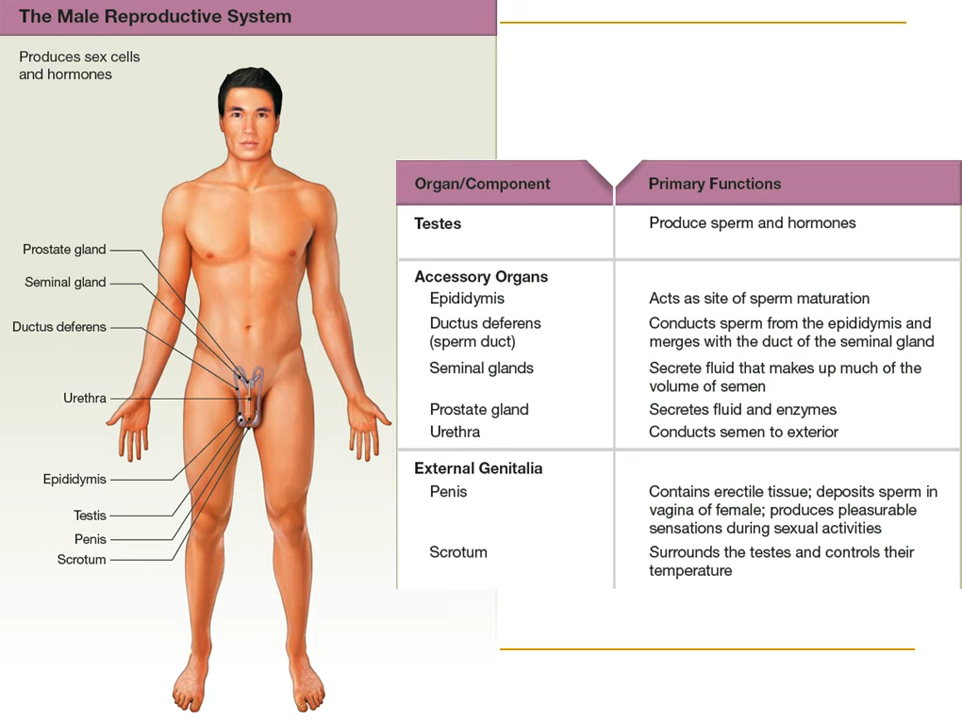 The Male Reproductive System
Produces sex cells
and hormones
Prostate gland
Seminal gland
Ductus deferens
Urethra
Epididymis
Testis
Penis
Scrotum
Organ/Component
Primary Functions
Testes
Produce sperm and hormones
Accessory Organs
Epididymis
Acts as site of sperm maturation
Ductus deferens
(sperm duct)
Conducts sperm from the epididymis and
merges with the duct of the seminal gland
Seminal glands
Secrete fluid that makes up much of the
volume of semen
Prostate gland
Secretes fluid and enzymes
Urethra
Conducts semen to exterior
External Genitalia
Penis
Contains erectile tissue; deposits sperm in
vagina of female; produces pleasurable
sensations during sexual activities
Scrotum
Surrounds the testes and controls their
temperature